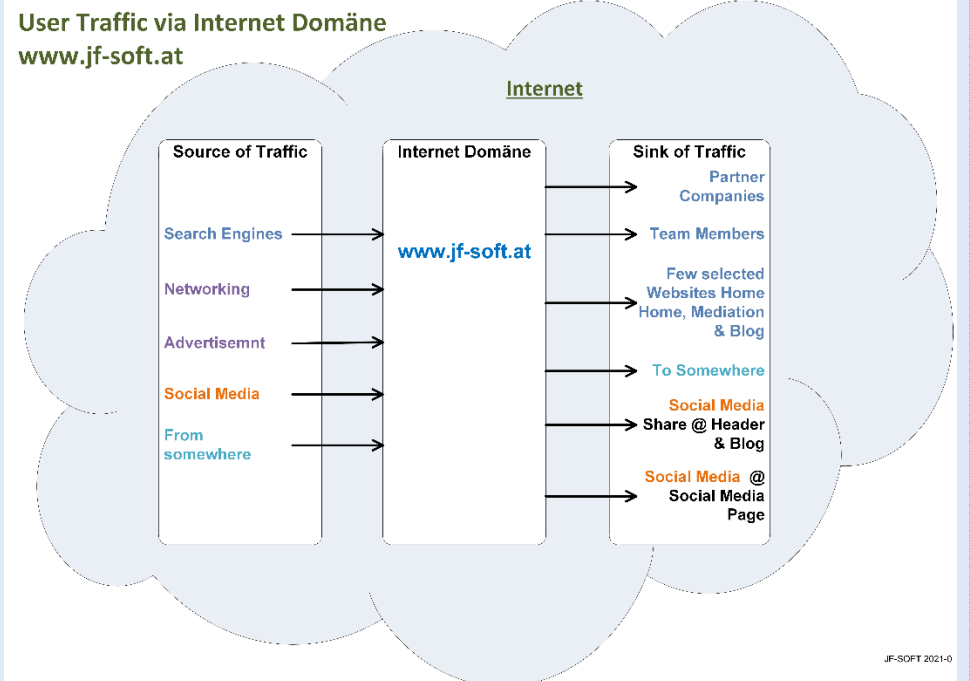 User Traffic via Internet Domäne
www.jf-soft.at
Internet
Source of Traffic
Search Engines
Networking
Advertisemnt
Social Media
From
somewhere
Internet Domäne
www.jf-soft.at
Sink of Traffic
Partner
Companies
Team Members
Few selected
Websites Home
Home, Mediation
& Blog
To Somewhere
Social Media
Share @ Header
& Blog
Social Media @
Social Media
Page
JF-SOFT 2021-0